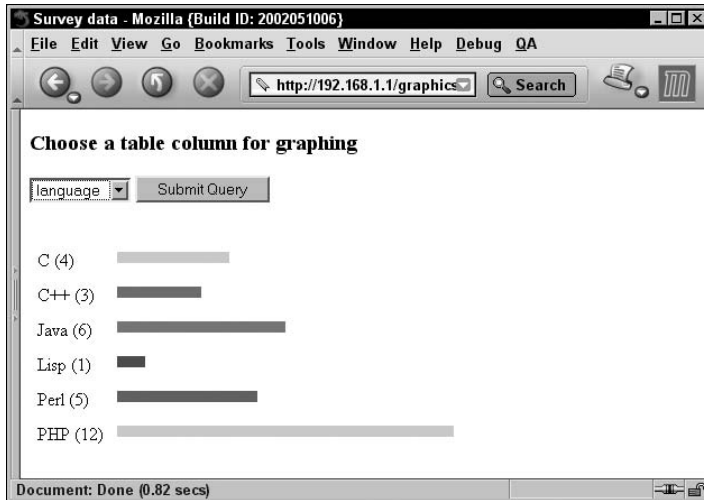 Survey data - Mozilla {Build ID: 2002051006}
File Edit View Go Bookmarks Tools Window Help Debug QA
http://192.168.1.1/graphics Search
Choose a table column for graphing
language Submit Query
C (4)
C++ (3)
Java (6)
Lisp (1)
Perl (5)
PHP (12)
Document: Done (0.82 secs)